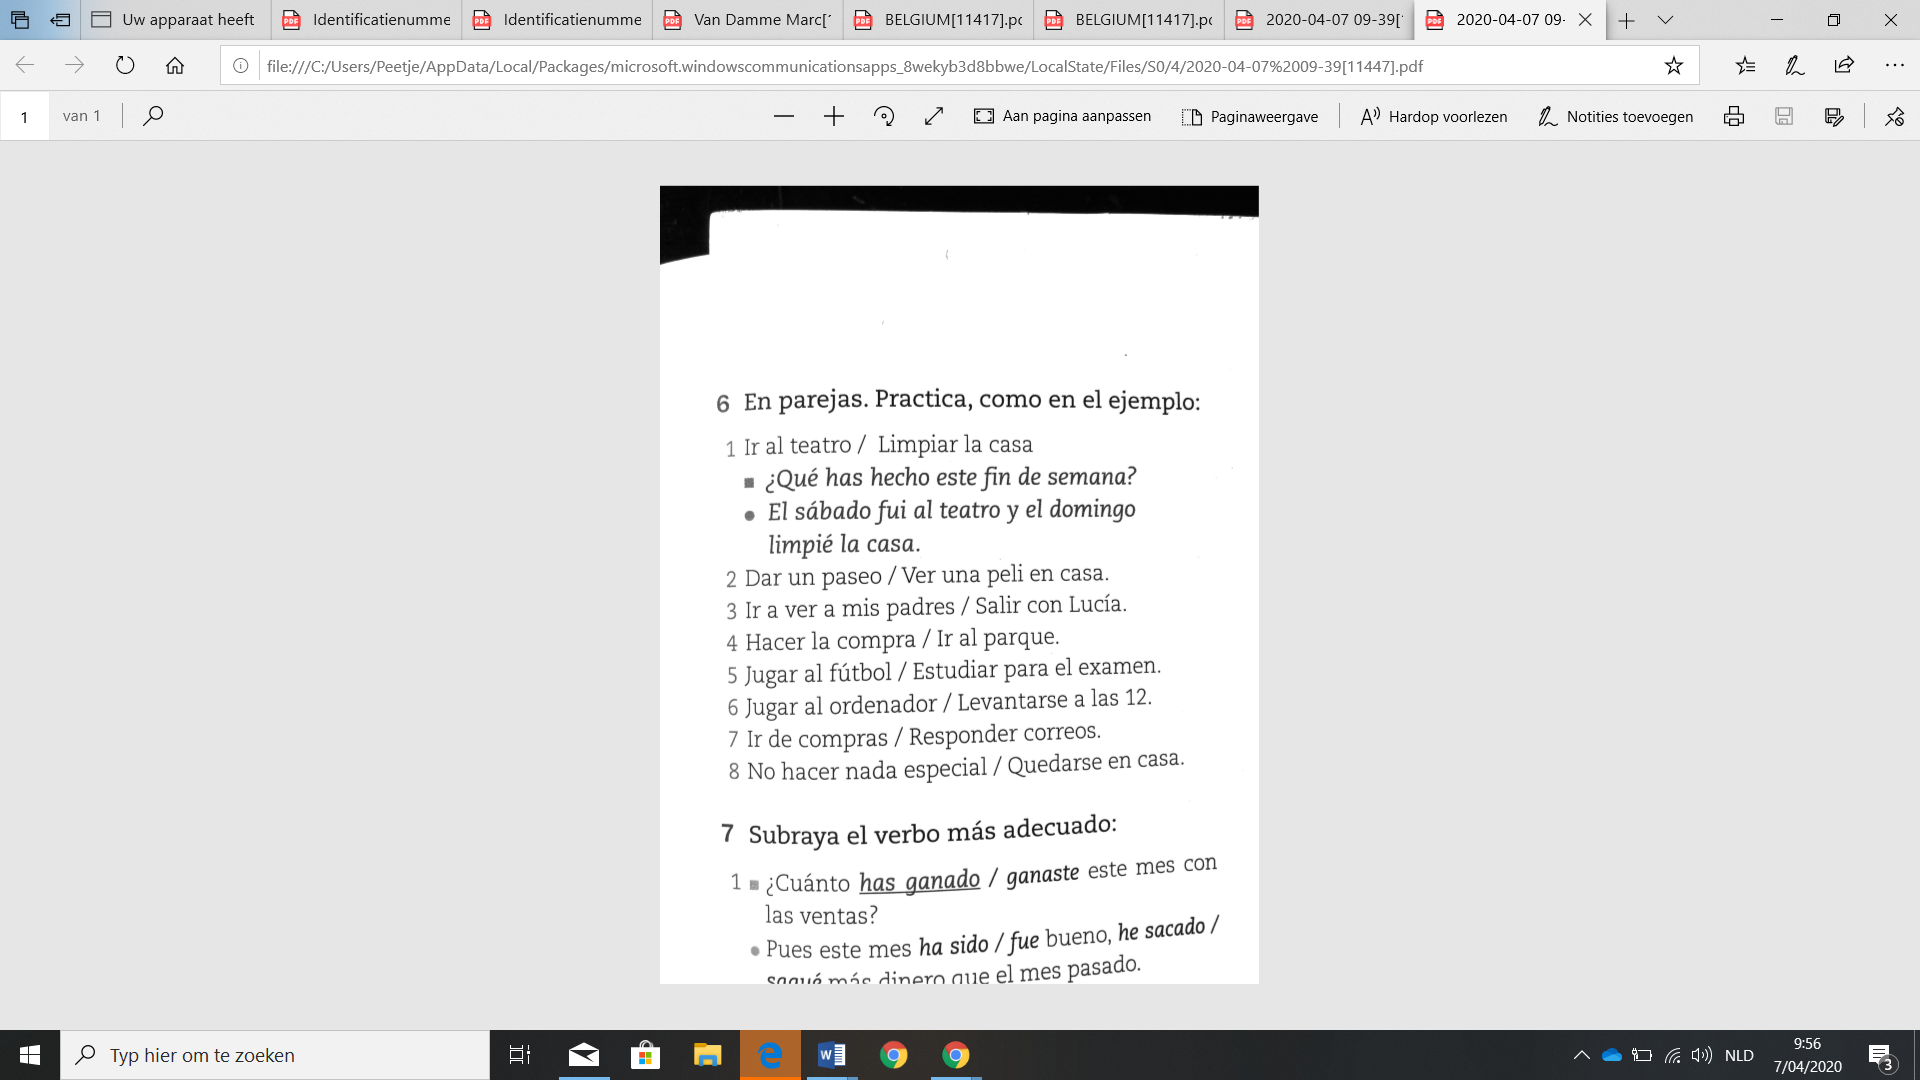 Uw apparaat heeft
Identificatienumme
Identificatienumme
Van Damme Marc[1
BELGIUM[11417].pd
BELGIUM[11417].pd
2020-04-07 09-39[
2020-04-07 09-
file:///C:/Users/Peetje/AppData/Local/Packages/microsoft.windowscommunicationsapps_8wekyb3d8bbwe/LocalState/Files/S0/4/2020-04-07%2009-39[11447].pdf
1 van 1
Aan pagina aanpassen
Paginaweergave
Hardop voorlezen
Notities toevoegen
6 En parejas. Practica, como en el ejemplo:
1 Ir al teatro / Limpiar la casa
■ ¿Qué has hecho este fin de semana?
● El sábado fui al teatro y el domingo
limpié la casa.
2 Dar un paseo / Ver una peli en casa.
3 Ir a ver a mis padres / Salir con Lucía.
4 Hacer la compra / Ir al parque.
5 Jugar al fútbol / Estudiar para el examen.
6 Jugar al ordenador / Levantarse a las 12.
7 Ir de compras / Responder correos.
8 No hacer nada especial / Quedarse en casa.
7 Subraya el verbo más adecuado:
1 ■ ¿Cuánto has ganado / ganaste este mes con
las ventas?
● Pues este mes ha sido / fue bueno, he sacado /
saqué más dinero que el mes pasado.
Typ hier om te zoeken
NLD
9:56
7/04/2020
3